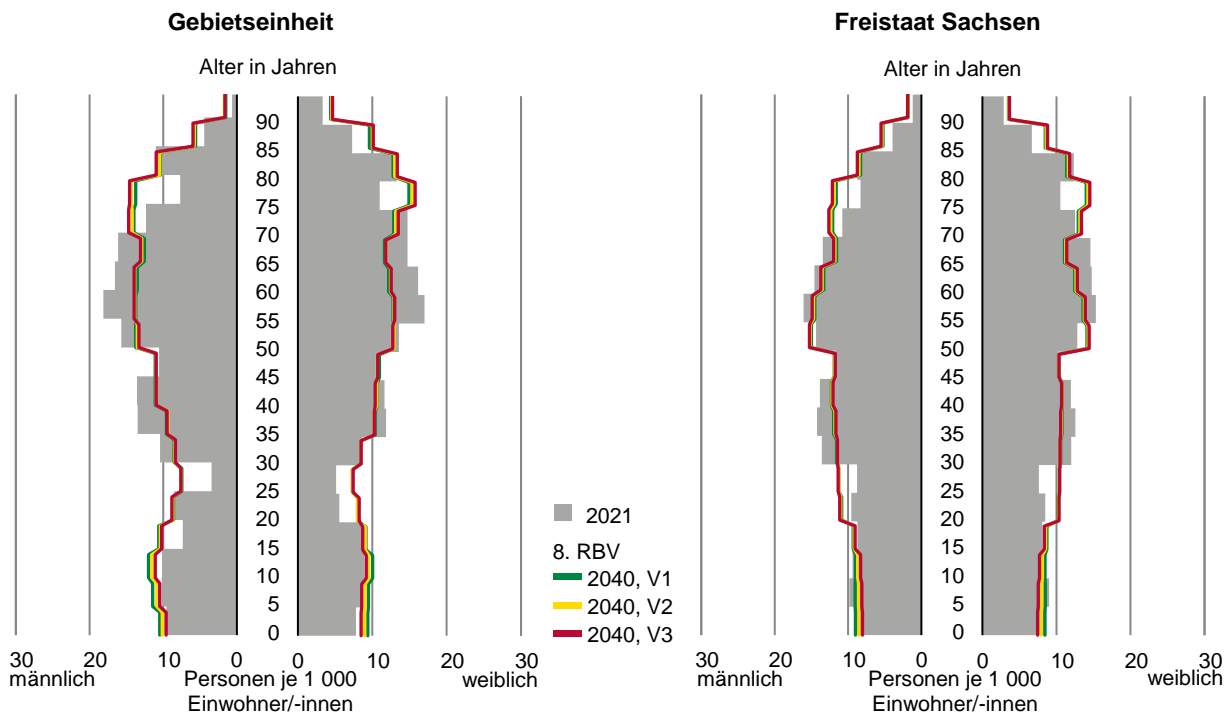 Gebietseinheit
Alter in Jahren
90
85
80
75
70
65
60
55
50
45
40
35
30
25
20
15
10
5
0
30 20 10 0 0 10 20 30
männlich Personen je 1 000 weiblich
Einwohner/-innen
2021
8. RBV
2040, V1
2040, V2
2040, V3
Freistaat Sachsen
Alter in Jahren
90
85
80
75
70
65
60
55
50
45
40
35
30
25
20
15
10
5
0
30 20 10 0 0 10 20 30
männlich Personen je 1 000 weiblich
Einwohner/-innen